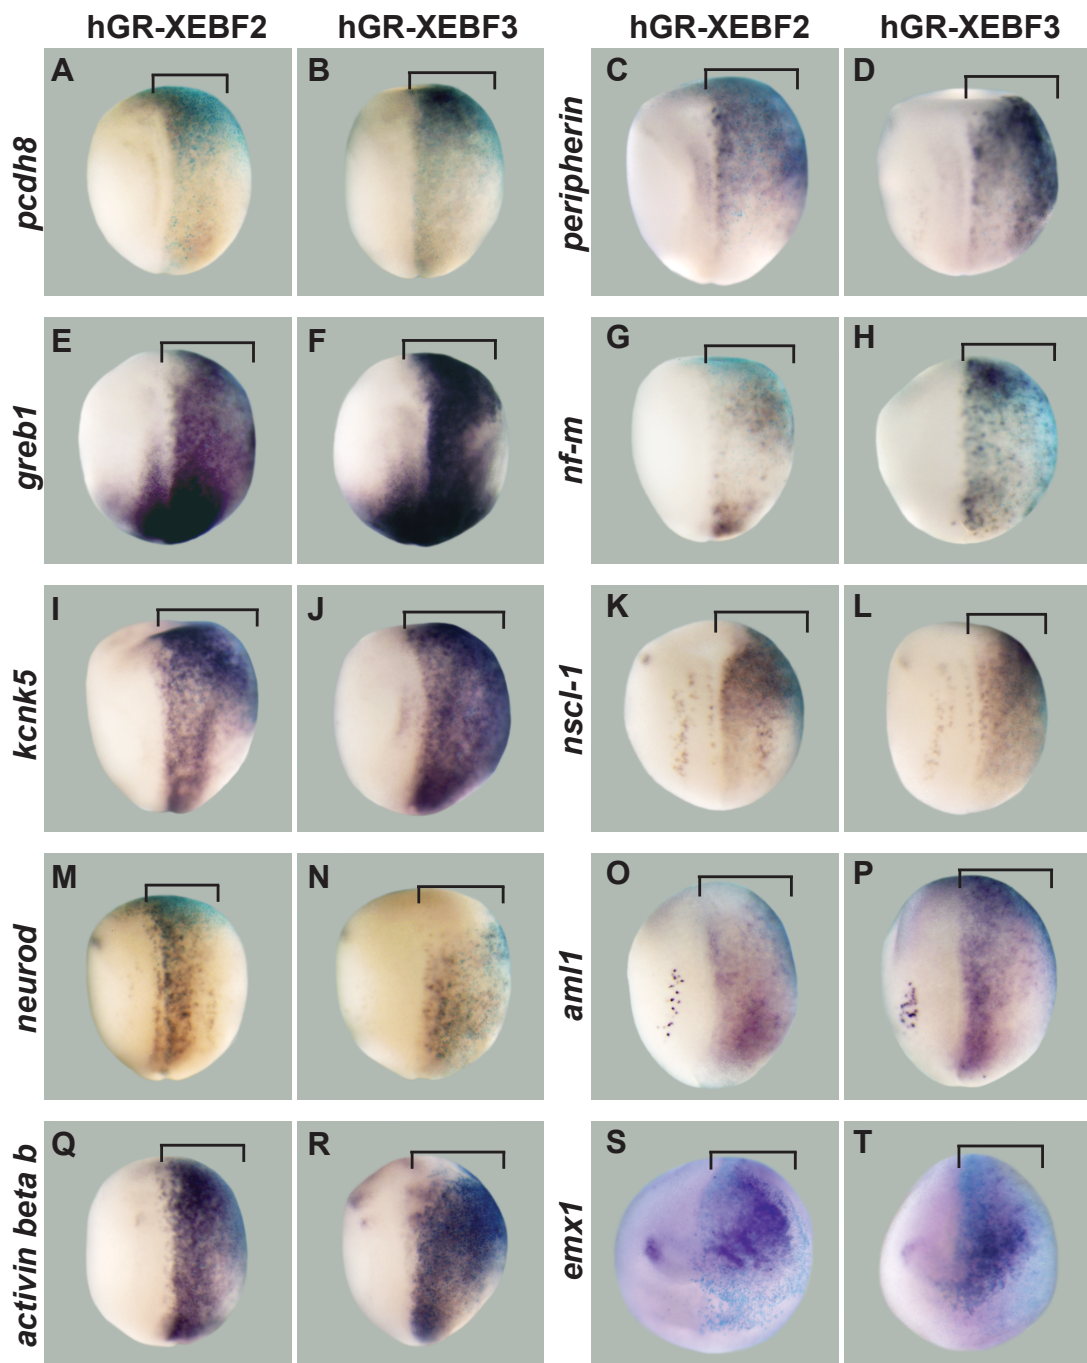 hGR-XEBF2 hGR-XEBF3 hGR-XEBF2 hGR-XEBF3
pcdh8 A B peripherin C D
greb1 E F nf-m G H
kcnk5 I J nscl-1 K L
neurod M N aml1 O P
activin beta b Q R emx1 S T